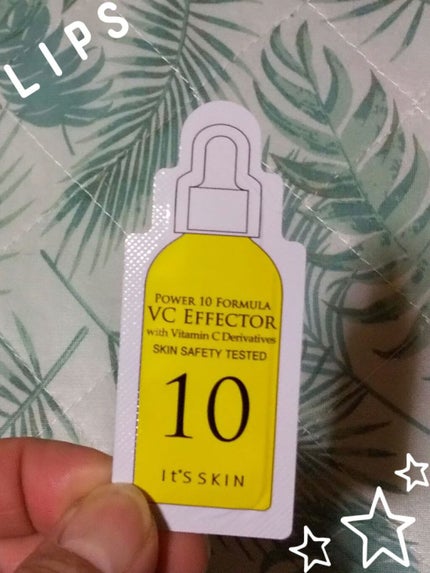 LIPS
POWER 10 FORMULA
VC EFFECTOR
with Vitamin C Derivatives
SKIN SAFETY TESTED
10
It'S SKIN